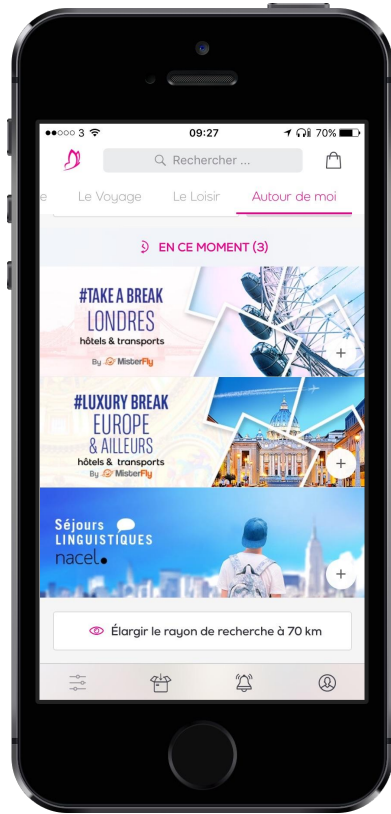 ●●○○○ 3 09:27 70%
Rechercher ...
e Le Voyage Le Loisir Autour de moi
EN CE MOMENT (3)
#TAKE A BREAK
LONDRES
hôtels & transports
By MisterFly
#LUXURY BREAK
EUROPE
& AILLEURS
hôtels & transports
By MisterFly
Séjours
LINGUISTIQUES
nacel.
Élargir le rayon de recherche à 70 km